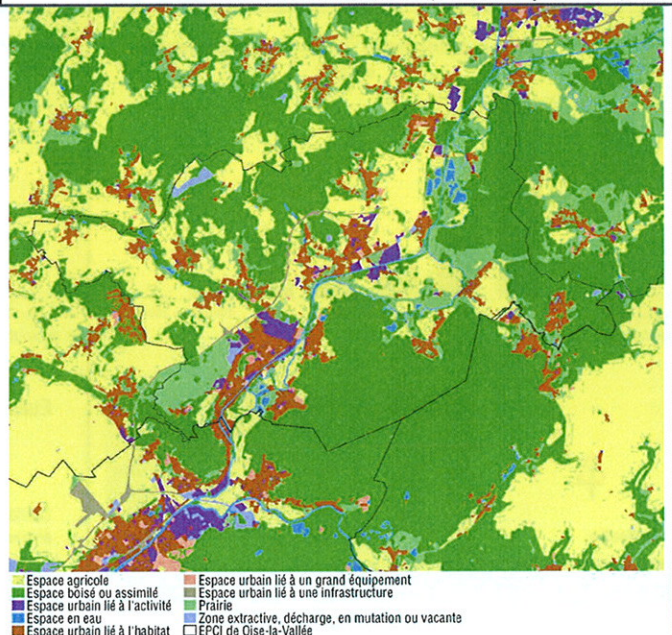 Espace agricole
Espace boisé ou assimilé
Espace urbain lié à l'activité
Espace en eau
Espace urbain lié à l'habitat
Espace urbain lié à un grand équipement
Espace urbain lié à une infrastructure
Prairie
Zone extractive, décharge, en mutation ou vacante
EPCI de Oise-la-Vallée